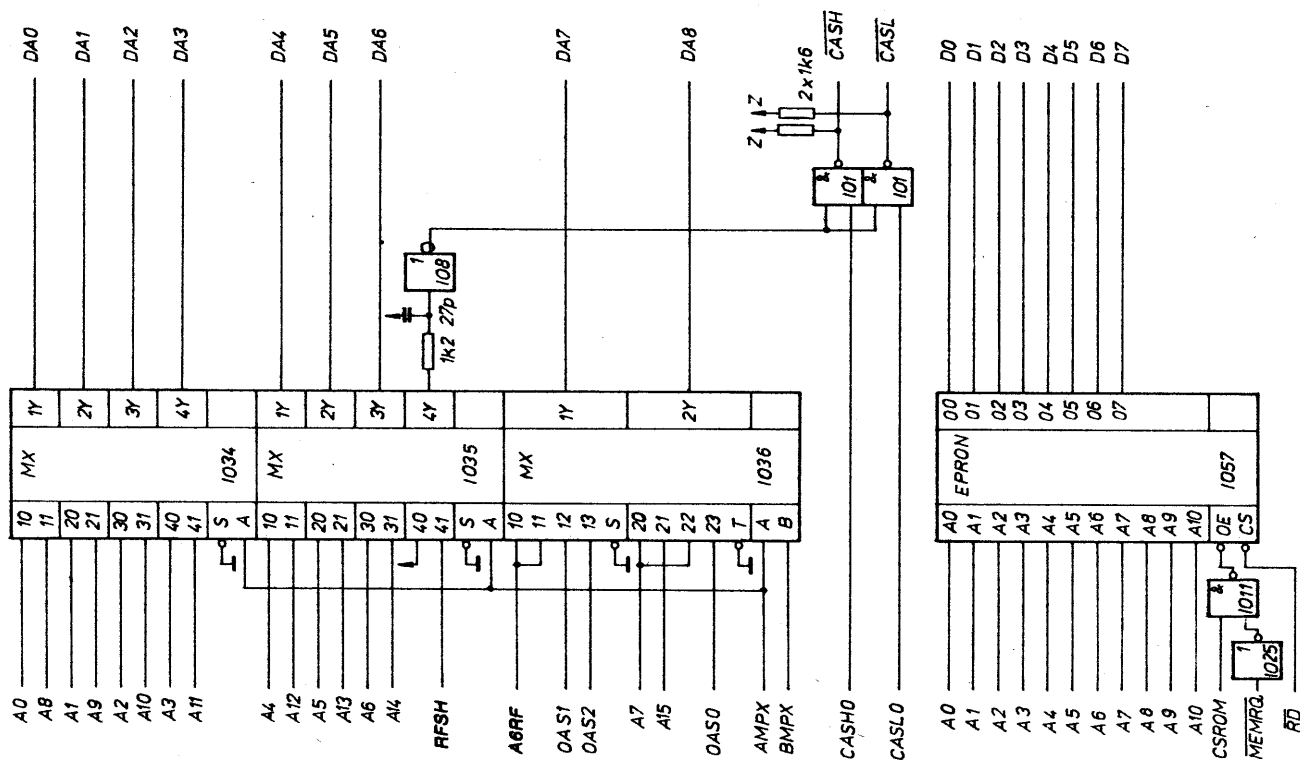 DA0
DA1
DA2
DA3
DA4
DA5
DA6
DA7
DA8
CASH
CASL
Z
Z
2x1k6
&
101
&
101
1
108
27p
1k2
MX
1034
1Y
2Y
3Y
4Y
10
11
20
21
30
31
40
41
S
A
MX
1035
1Y
2Y
3Y
4Y
10
11
20
21
30
31
40
41
S
A
MX
1036
1Y
2Y
10
11
12
13
S
20
21
22
23
T
A
B
A0
A8
A1
A9
A2
A10
A3
A11
A4
A12
A5
A13
A6
A14
RFSH
A6RF
OAS1
OAS2
A7
A15
OAS0
AMPX
BMPX
CASH0
CASL0
D0
D1
D2
D3
D4
D5
D6
D7
00
01
02
03
04
05
06
07
EPRON
1057
A0
A1
A2
A3
A4
A5
A6
A7
A8
A9
A10
OE
CS
&
1011
1
1025
A0
A1
A2
A3
A4
A5
A6
A7
A8
A9
A10
CSROM
MEMRQ
RD